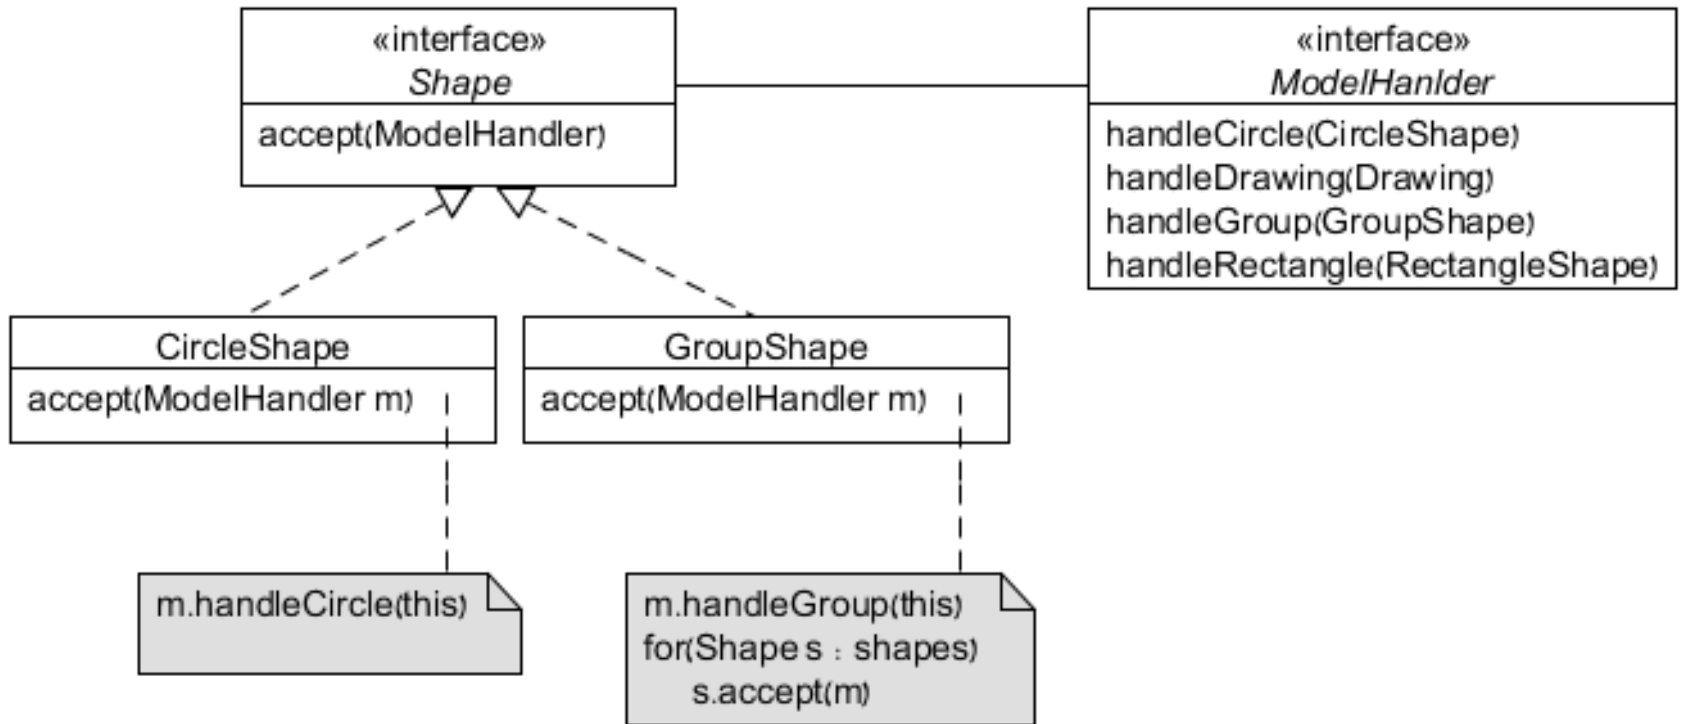 «interface»
Shape
accept(ModelHandler)
«interface»
ModelHanlder
handleCircle(CircleShape)
handleDrawing(Drawing)
handleGroup(GroupShape)
handleRectangle(RectangleShape)
CircleShape
accept(ModelHandler m)
GroupShape
accept(ModelHandler m)
m.handleCircle(this)
m.handleGroup(this)
for(Shape s : shapes)
s.accept(m)